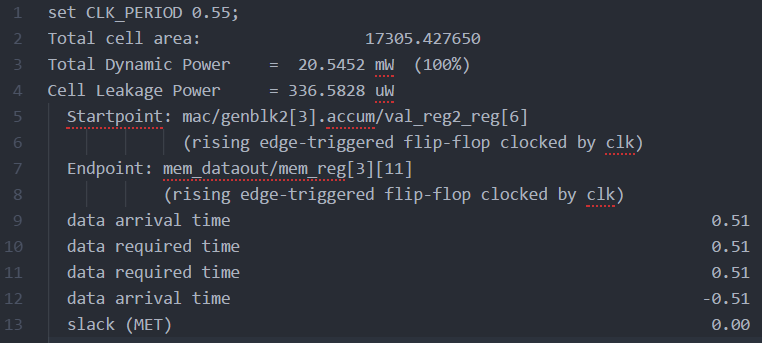 1 set CLK_PERIOD 0.55;
2 Total cell area: 17305.427650
3 Total Dynamic Power = 20.5452 mW (100%)
4 Cell Leakage Power = 336.5828 uW
5 Startpoint: mac/genblk2[3].accum/val_reg2_reg[6]
6 (rising edge-triggered flip-flop clocked by clk)
7 Endpoint: mem_dataout/mem_reg[3][11]
8 (rising edge-triggered flip-flop clocked by clk)
9 data arrival time 0.51
10 data required time 0.51
11 data required time 0.51
12 data arrival time -0.51
13 slack (MET) 0.00